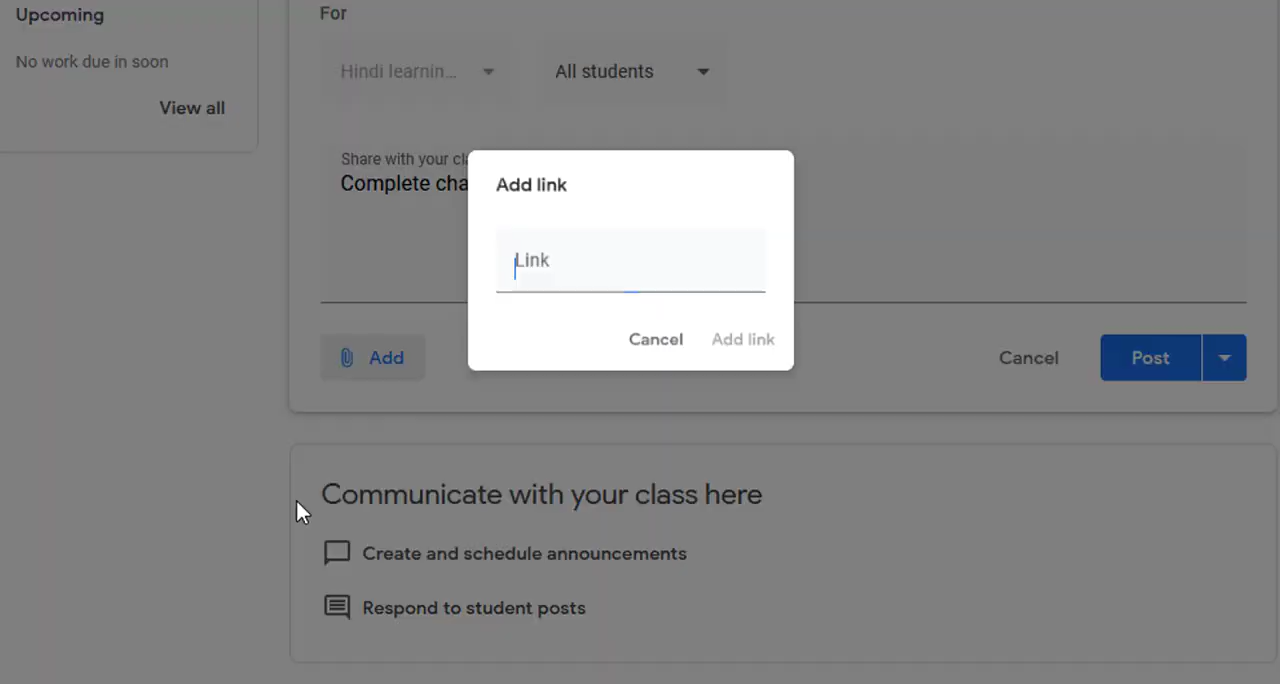 Upcoming
No work due in soon
View all
For
Hindi learnin...
All students
Share with your cl
Complete cha
Add link
Link
Cancel
Add link
Add
Cancel
Post
Communicate with your class here
Create and schedule announcements
Respond to student posts